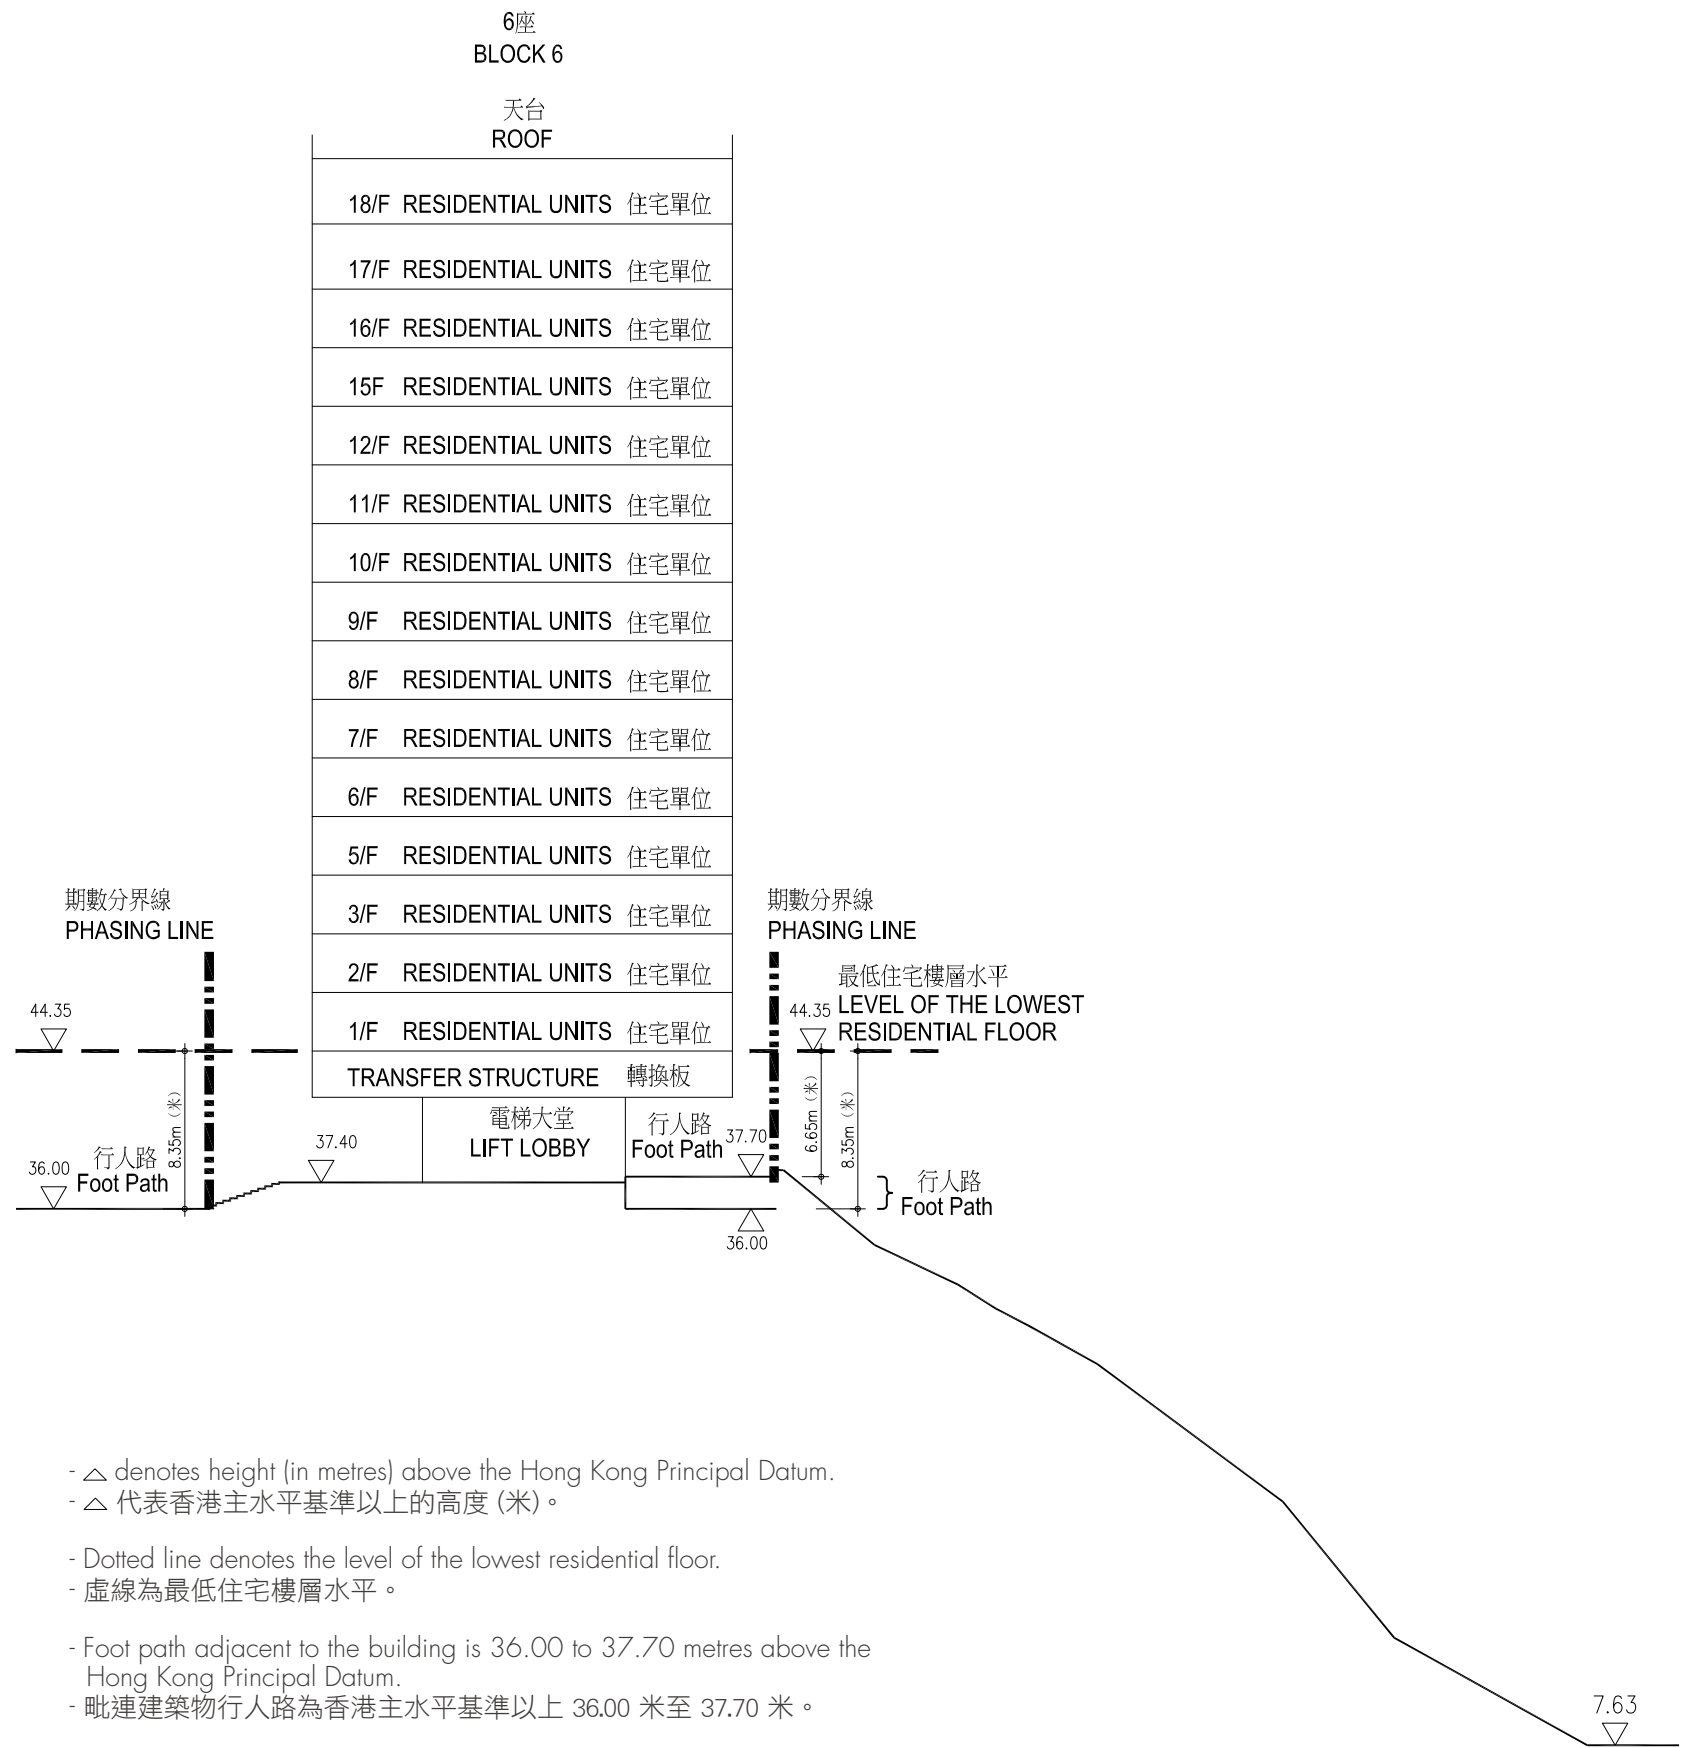 6座
BLOCK 6
天台
ROOF
18/F RESIDENTIAL UNITS 住宅單位
17/F RESIDENTIAL UNITS 住宅單位
16/F RESIDENTIAL UNITS 住宅單位
15F RESIDENTIAL UNITS 住宅單位
12/F RESIDENTIAL UNITS 住宅單位
11/F RESIDENTIAL UNITS 住宅單位
10/F RESIDENTIAL UNITS 住宅單位
9/F RESIDENTIAL UNITS 住宅單位
8/F RESIDENTIAL UNITS 住宅單位
7/F RESIDENTIAL UNITS 住宅單位
6/F RESIDENTIAL UNITS 住宅單位
5/F RESIDENTIAL UNITS 住宅單位
3/F RESIDENTIAL UNITS 住宅單位
2/F RESIDENTIAL UNITS 住宅單位
1/F RESIDENTIAL UNITS 住宅單位
TRANSFER STRUCTURE 轉換板
電梯大堂
LIFT LOBBY
期數分界線
PHASING LINE
44.35
8.35m (米)
36.00
行人路
Foot Path
37.40
行人路
Foot Path
37.70
36.00
期數分界線
PHASING LINE
44.35
最低住宅樓層水平
LEVEL OF THE LOWEST
RESIDENTIAL FLOOR
6.65m (米)
8.35m (米)
行人路
Foot Path
7.63
- △ denotes height (in metres) above the Hong Kong Principal Datum.
- △ 代表香港主水平基準以上的高度 (米)。
- Dotted line denotes the level of the lowest residential floor.
- 虛線為最低住宅樓層水平。
- Foot path adjacent to the building is 36.00 to 37.70 metres above the
Hong Kong Principal Datum.
- 毗連建築物行人路為香港主水平基準以上 36.00 米至 37.70 米。